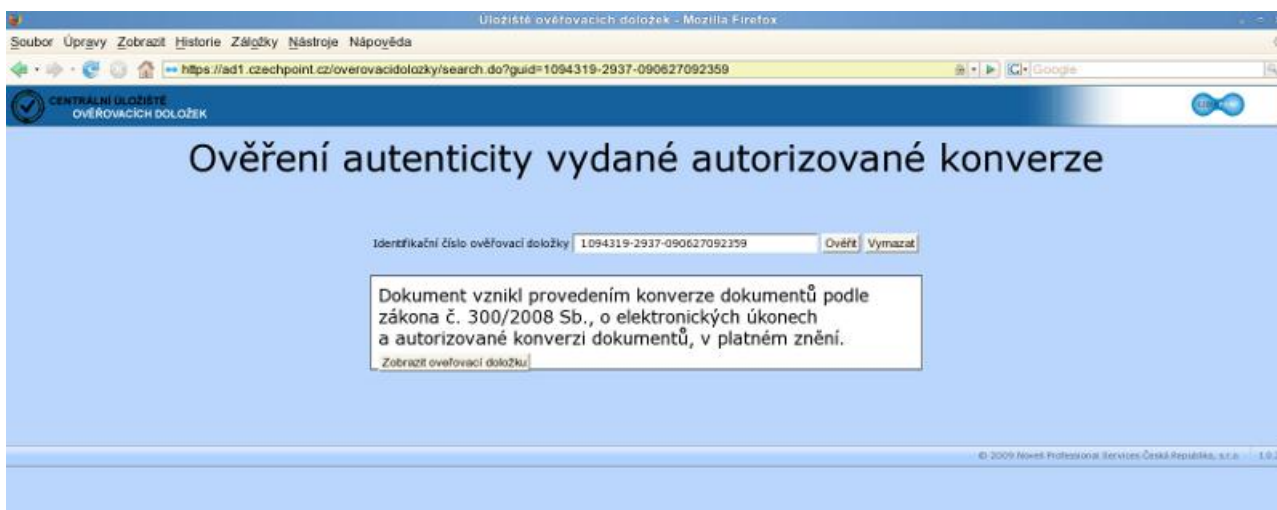 Úložiště ověřovacích doložek - Mozilla Firefox
Soubor Úpravy Zobrazit Historie Záložky Nástroje Nápověda
https://ad1.czechpoint.cz/overovacidolozky/search.do?guid=1094319-2937-090627092359
Google
CENTRÁLNÍ ÚLOŽIŠTĚ
OVĚŘOVACÍCH DOLOŽEK
Ověření autenticity vydané autorizované konverze
Identifikační číslo ověřovací doložky 1094319-2937-090627092359 Ověřit Vymazat
Dokument vznikl provedením konverze dokumentů podle
zákona č. 300/2008 Sb., o elektronických úkonech
a autorizované konverzi dokumentů, v platném znění.
Zobrazit ověřovací doložku
© 2009 Novell Professional Services Česká Republika, s.r.o